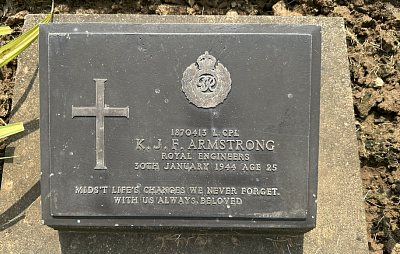 1870413 L CPL
K. J. F. ARMSTRONG
ROYAL ENGINEERS
30TH JANUARY 1944 AGE 25
MIDS'T LIFE'S CHANGES WE NEVER FORGET
WITH US ALWAYS, BELOVED